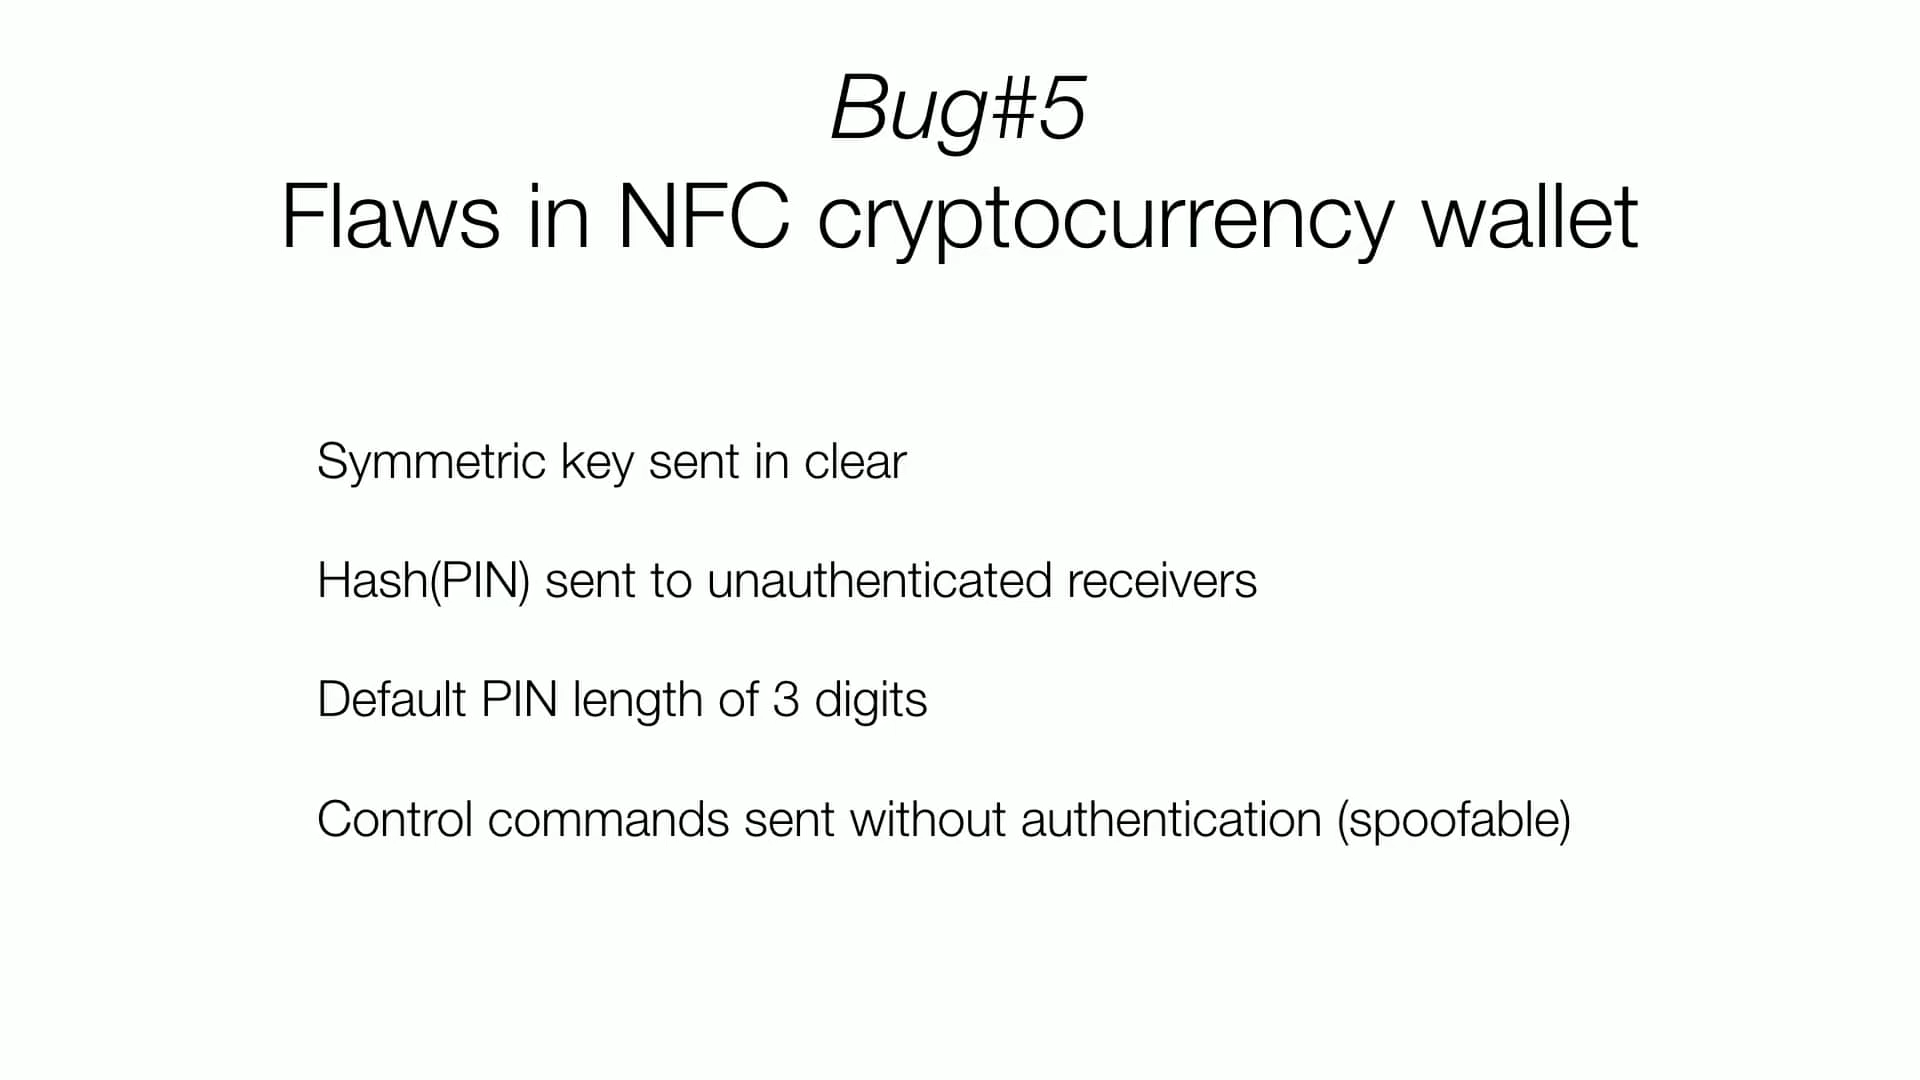 Bug#5
Flaws in NFC cryptocurrency wallet
Symmetric key sent in clear
Hash(PIN) sent to unauthenticated receivers
Default PIN length of 3 digits
Control commands sent without authentication (spoofable)